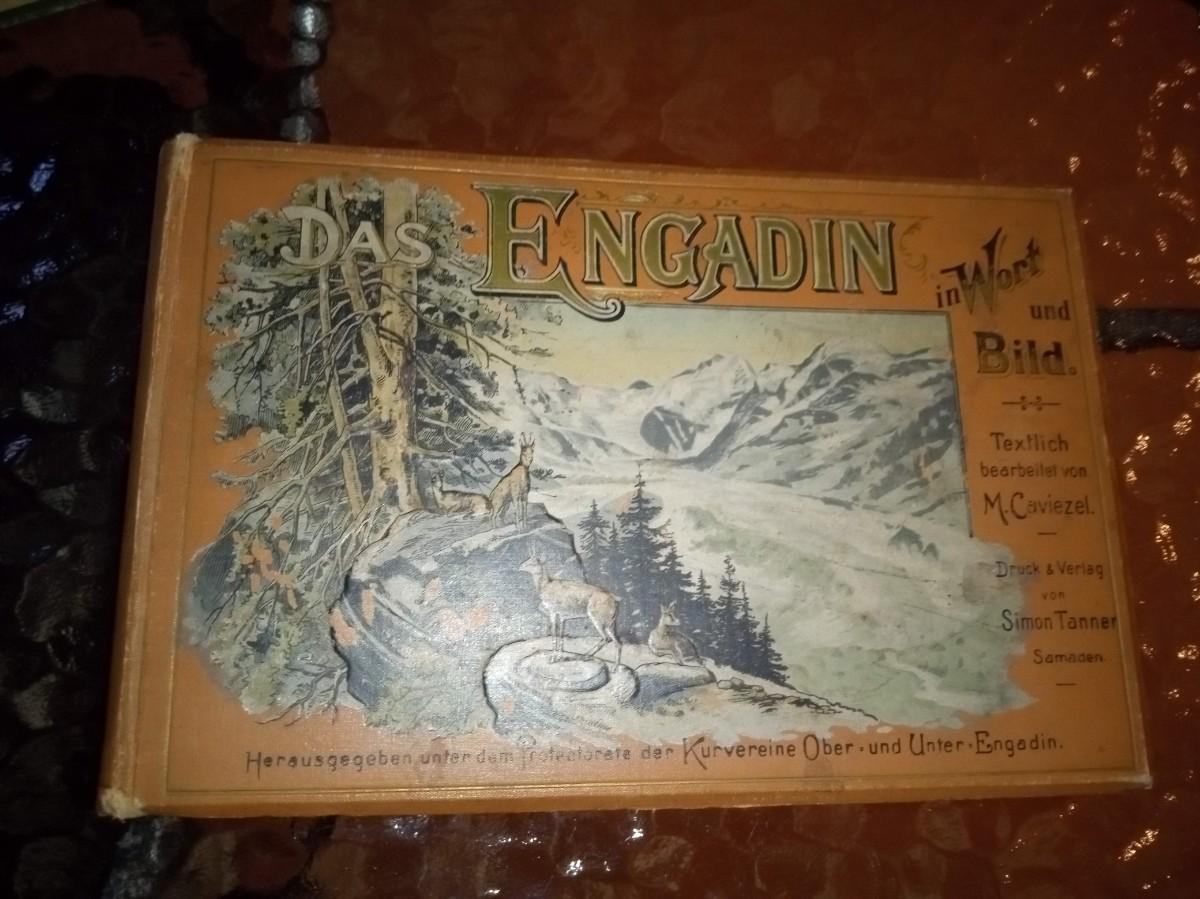 DAS ENGADIN
in Wort
und
Bild.
Textlich
bearbeitet von
M. Caviezel.
Druck & Verlag
von
Simon Tanner
Samaden.
Herausgegeben unter dem Protectorate der Kurvereine Ober- und Unter-Engadin.